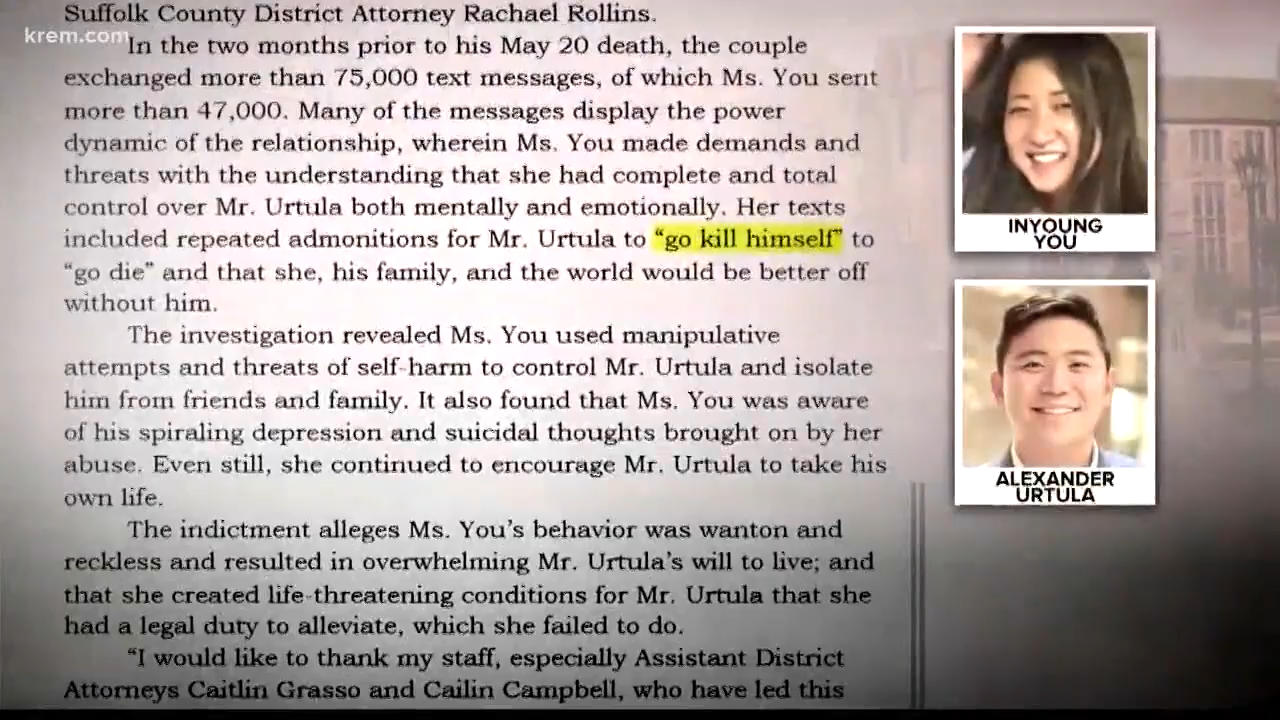 Suffolk County District Attorney Rachael Rollins.
krem.com
In the two months prior to his May 20 death, the couple
exchanged more than 75,000 text messages, of which Ms. You sent
more than 47,000. Many of the messages display the power
dynamic of the relationship, wherein Ms. You made demands and
threats with the understanding that she had complete and total
control over Mr. Urtula both mentally and emotionally. Her texts
included repeated admonitions for Mr. Urtula to “go kill himself” to
“go die” and that she, his family, and the world would be better off
without him.
The investigation revealed Ms. You used manipulative
attempts and threats of self-harm to control Mr. Urtula and isolate
him from friends and family. It also found that Ms. You was aware
of his spiraling depression and suicidal thoughts brought on by her
abuse. Even still, she continued to encourage Mr. Urtula to take his
own life.
The indictment alleges Ms. You’s behavior was wanton and
reckless and resulted in overwhelming Mr. Urtula’s will to live; and
that she created life-threatening conditions for Mr. Urtula that she
had a legal duty to alleviate, which she failed to do.
“I would like to thank my staff, especially Assistant District
Attorneys Caitlin Grasso and Cailin Campbell, who have led this
INYOUNG
YOU
ALEXANDER
URTULA